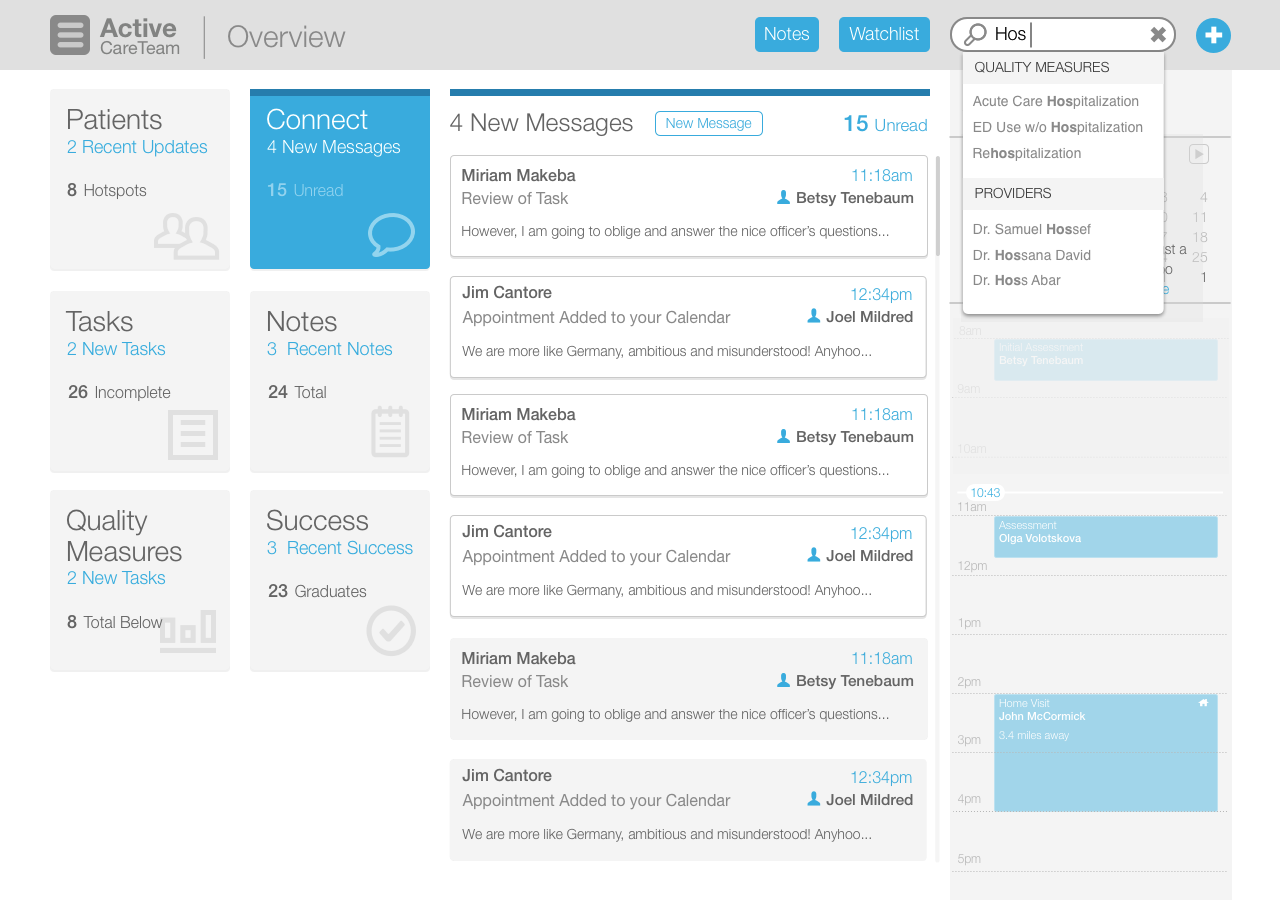 Active
CareTeam
Overview
Notes
Watchlist
Hos
Patients
2 Recent Updates
8 Hotspots
Connect
4 New Messages
15 Unread
Tasks
2 New Tasks
26 Incomplete
Notes
3 Recent Notes
24 Total
Quality
Measures
2 New Tasks
8 Total Below
Success
3 Recent Success
23 Graduates
4 New Messages
New Message
15 Unread
Miriam Makeba
11:18am
Review of Task
Betsy Tenebaum
However, I am going to oblige and answer the nice officer's questions...
Jim Cantore
12:34pm
Appointment Added to your Calendar
Joel Mildred
We are more like Germany, ambitious and misunderstood! Anyhoo...
Miriam Makeba
11:18am
Review of Task
Betsy Tenebaum
However, I am going to oblige and answer the nice officer's questions...
Jim Cantore
12:34pm
Appointment Added to your Calendar
Joel Mildred
We are more like Germany, ambitious and misunderstood! Anyhoo...
Miriam Makeba
11:18am
Review of Task
Betsy Tenebaum
However, I am going to oblige and answer the nice officer's questions...
Jim Cantore
12:34pm
Appointment Added to your Calendar
Joel Mildred
We are more like Germany, ambitious and misunderstood! Anyhoo...
QUALITY MEASURES
Acute Care Hospitalization
ED Use w/o Hospitalization
Rehospitalization
PROVIDERS
Dr. Samuel Hossef
Dr. Hossana David
Dr. Hoss Abar
4
11
18
25
1
8am
Initial Assessment
Betsy Tenebaum
9am
10am
10:43
11am
Assessment
Olga Volotskova
12pm
1pm
2pm
Home Visit
John McCormick
3.4 miles away
3pm
4pm
5pm